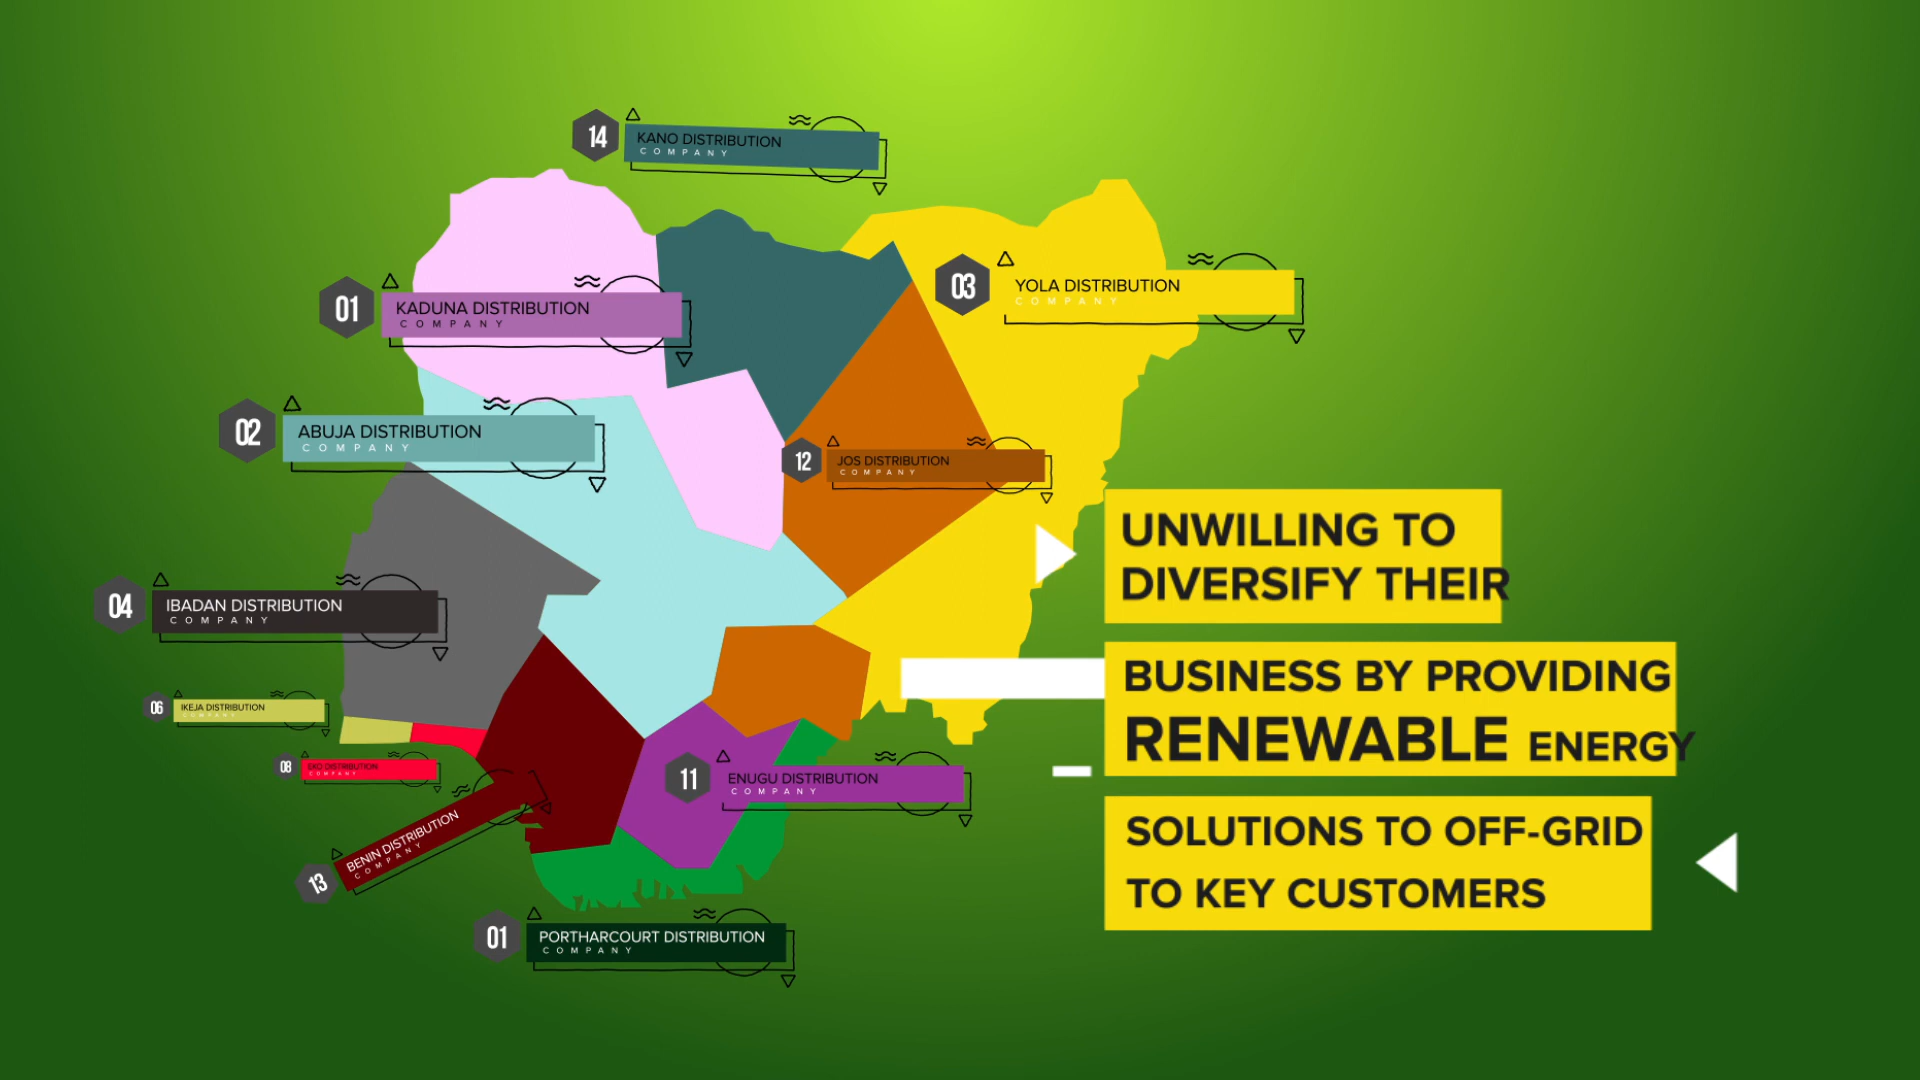 14
KANO DISTRIBUTION
COMPANY
01
KADUNA DISTRIBUTION
COMPANY
03
YOLA DISTRIBUTION
COMPANY
02
ABUJA DISTRIBUTION
COMPANY
12
JOS DISTRIBUTION
COMPANY
04
IBADAN DISTRIBUTION
COMPANY
06
IKEJA DISTRIBUTION
COMPANY
08
EKO DISTRIBUTION
COMPANY
13
BENIN DISTRIBUTION
COMPANY
11
ENUGU DISTRIBUTION
COMPANY
01
PORTHARCOURT DISTRIBUTION
COMPANY
UNWILLING TO
DIVERSIFY THEIR
BUSINESS BY PROVIDING
RENEWABLE ENERGY
SOLUTIONS TO OFF-GRID
TO KEY CUSTOMERS